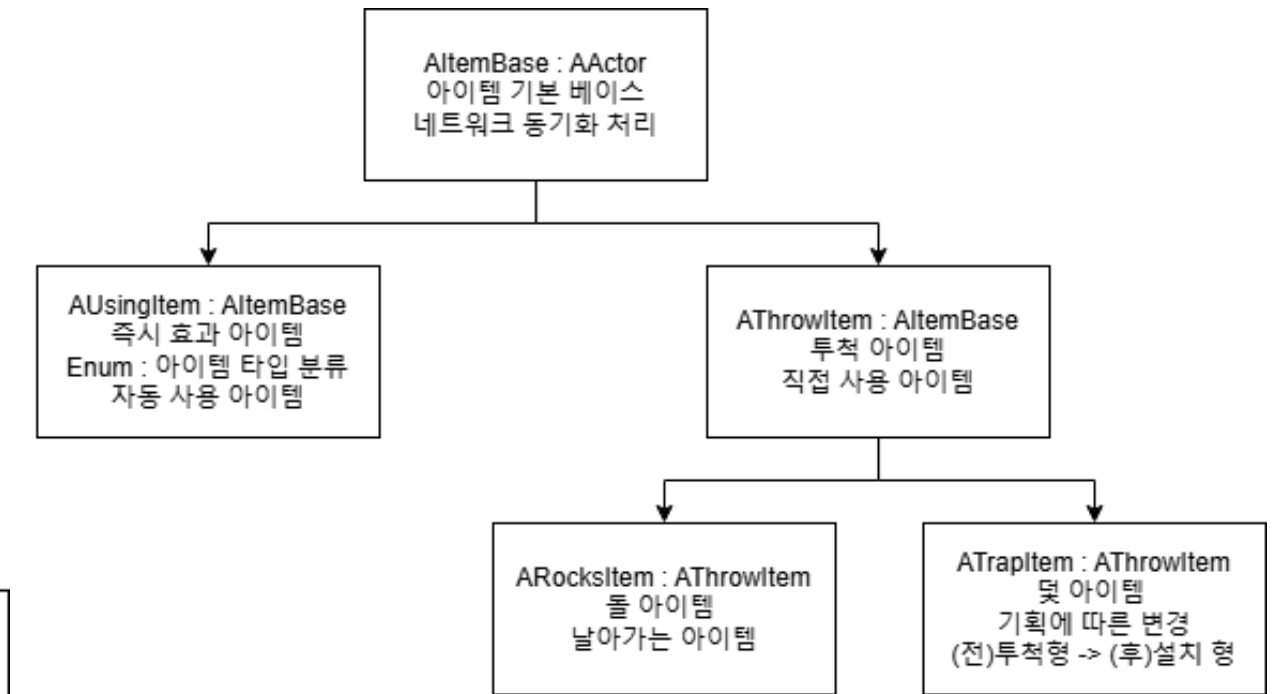 AItemBase : AActor
아이템 기본 베이스
네트워크 동기화 처리
AUsingItem : AItemBase
즉시 효과 아이템
Enum : 아이템 타입 분류
자동 사용 아이템
AThrowItem : AItemBase
투척 아이템
직접 사용 아이템
ARocksItem : AThrowItem
돌 아이템
날아가는 아이템
ATrapItem : AThrowItem
덫 아이템
기획에 따른 변경
(전)투척형 -> (후)설치 형